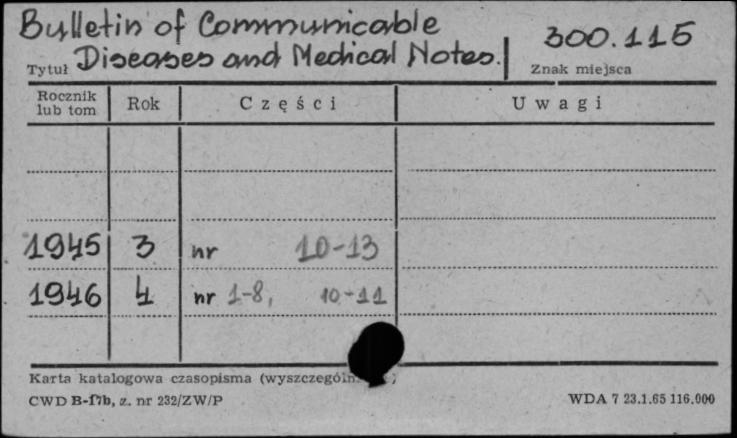 Bulletin of Communicable
Tytuł Diseases and Medical Notes.
300.115
Znak miejsca
Rocznik lub tom Rok Części Uwagi
1945 3 nr 10-13
1946 4 nr 1-8, 10-11
Karta katalogowa czasopisma
CWD B-17b, z. nr 232/ZW/P WDA 7 23.1.65 116.000